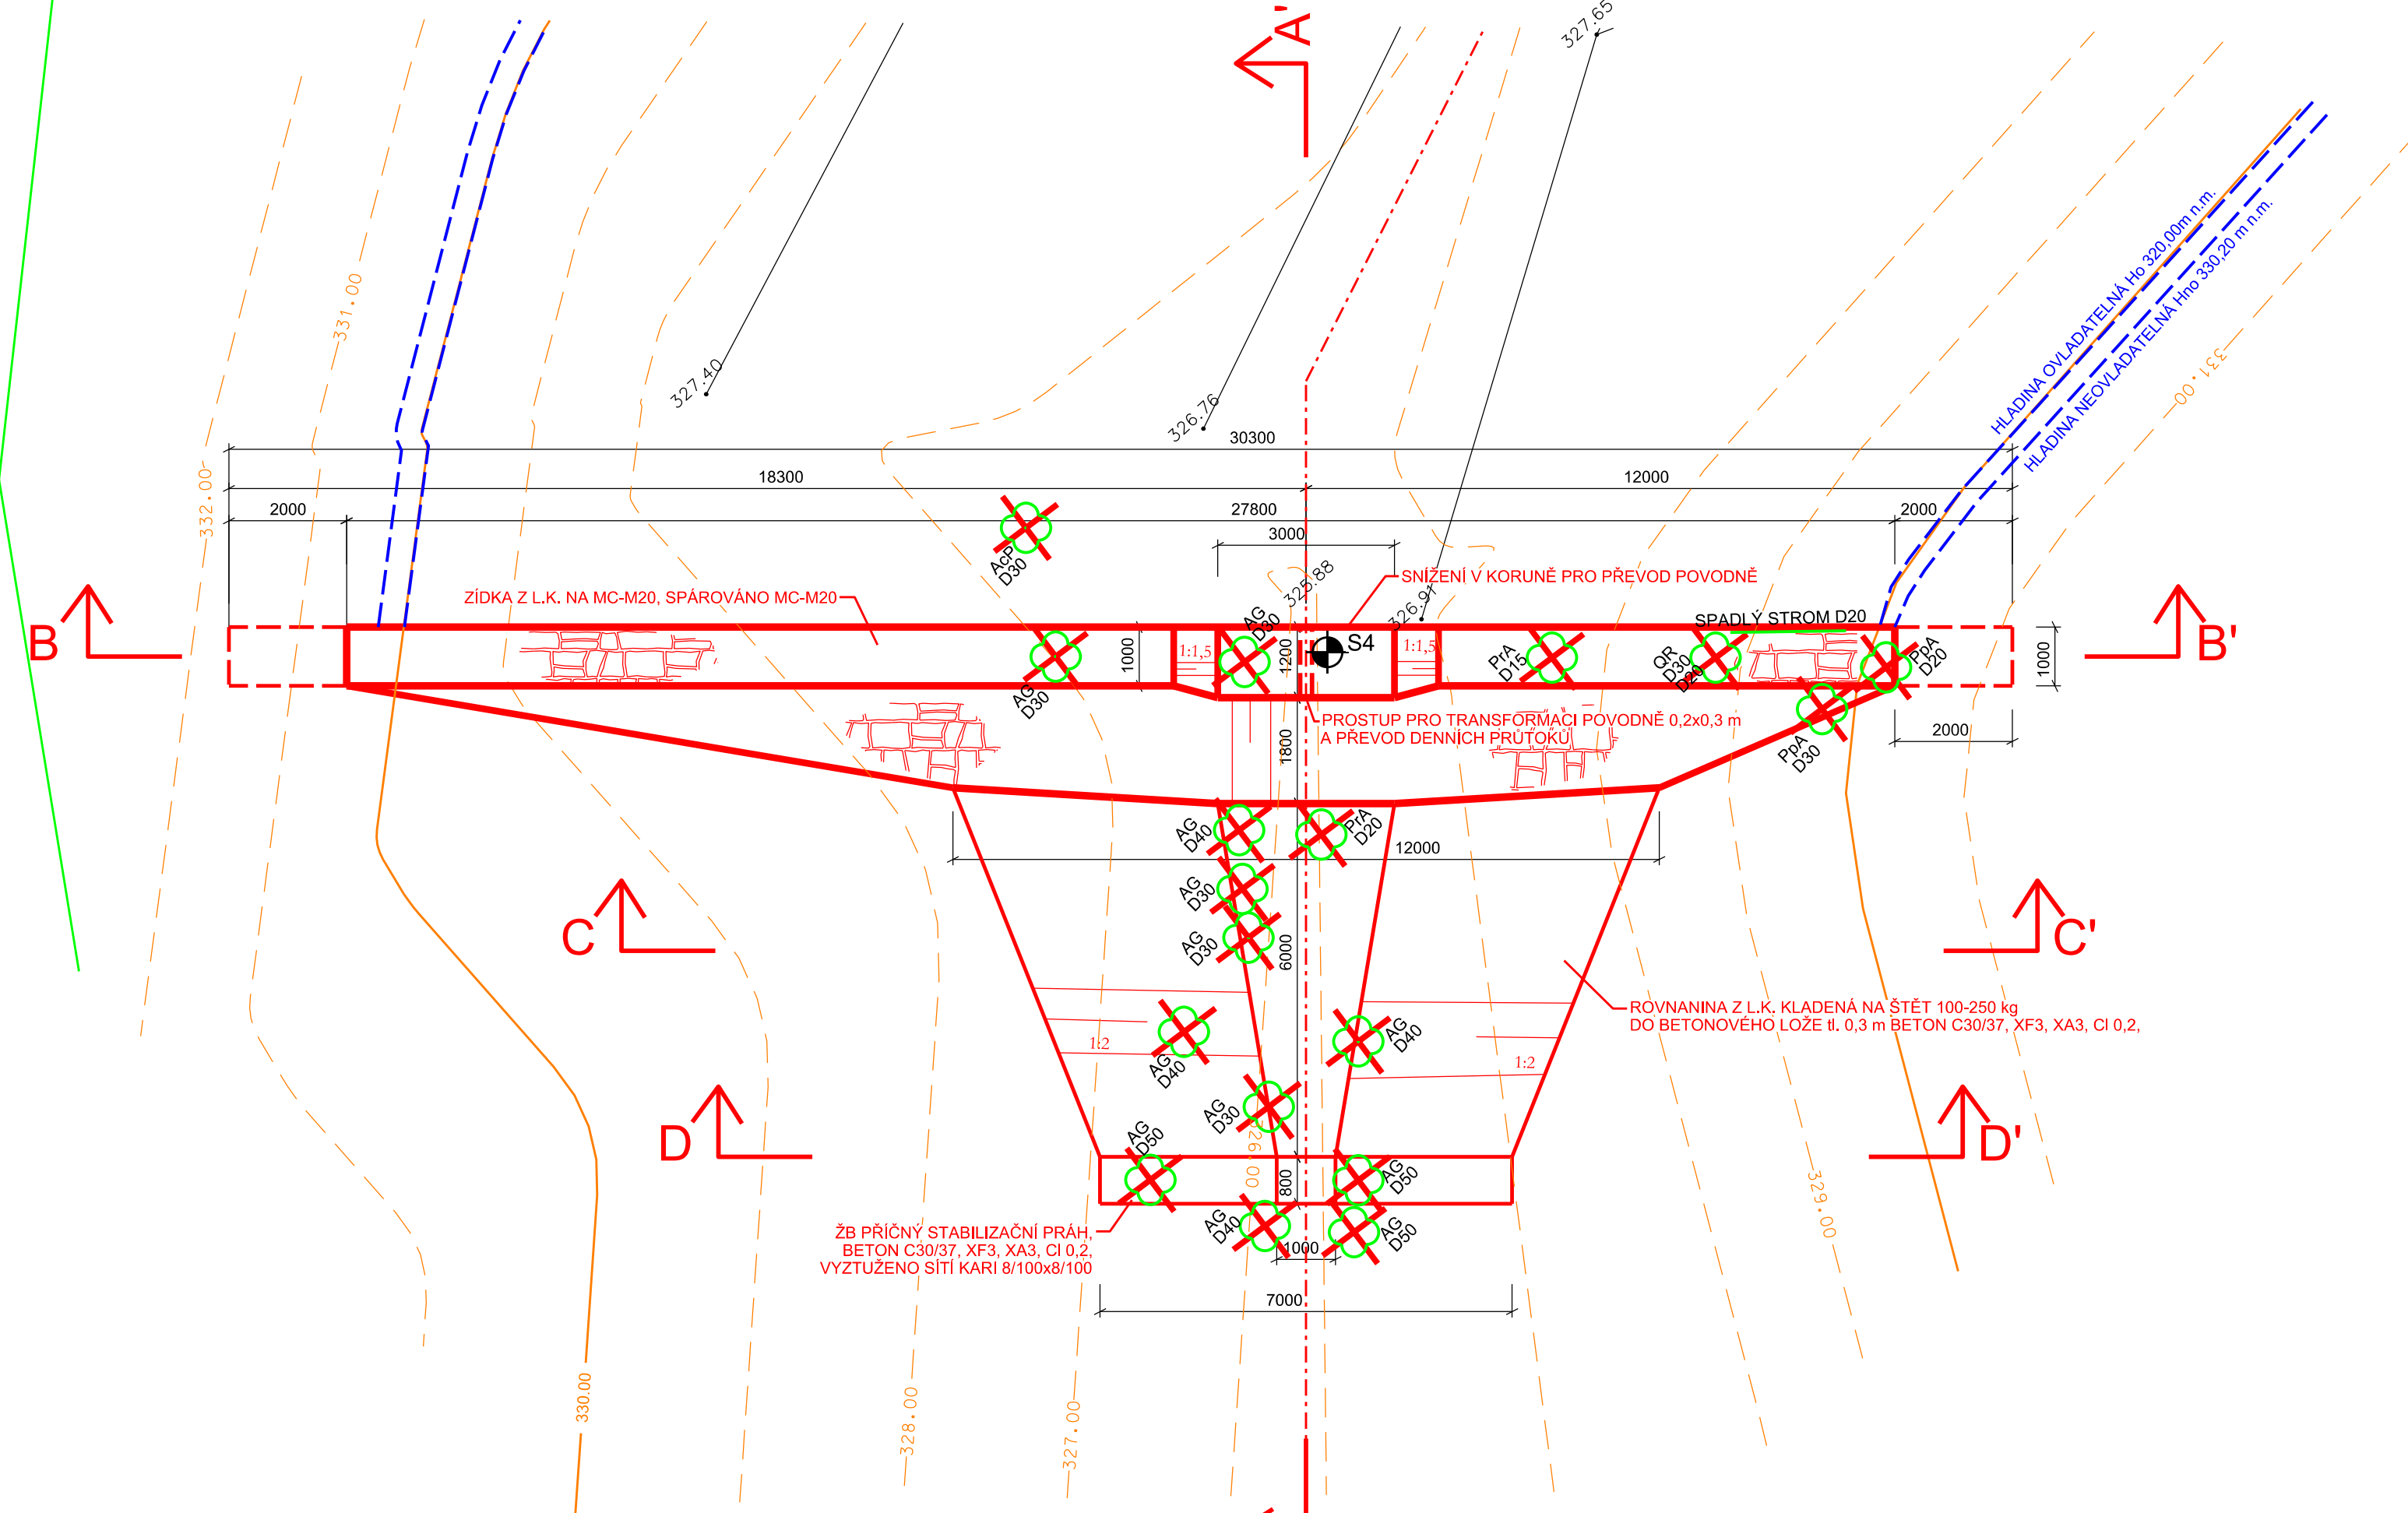 A'
327.65
331.00
HLADINA OVLADATELNÁ Ho 320,00m n.m.
HLADINA NEOVLADATELNÁ Hno 330,20 m n.m.
331.00
327.40
326.76
30300
18300
12000
332.00
2000
27800
2000
3000
AcP
D30
325.88
326.91
SNÍŽENÍ V KORUNĚ PRO PŘEVOD POVODNĚ
ZÍDKA Z L.K. NA MC-M20, SPÁROVÁNO MC-M20
SPADLÝ STROM D20
B
B'
AG
D30
1000
1:1,5
AG
D30
1200
S4
1:1,5
PrA
D15
QR
D30
D20
PpA
D20
1000
PROSTUP PRO TRANSFORMACI POVODNĚ 0,2x0,3 m
A PŘEVOD DENNÍCH PRŮTOKŮ
1800
PpA
D30
2000
AG
D40
PrA
D20
12000
AG
D30
AG
D30
6000
C
C'
ROVNANINA Z L.K. KLADENÁ NA ŠTĚT 100-250 kg
DO BETONOVÉHO LOŽE tl. 0,3 m BETON C30/37, XF3, XA3, Cl 0,2,
AG
D40
AG
D40
1:2
1:2
AG
D30
D
D'
AG
D50
326.00
800
AG
D50
329.00
ŽB PŘÍČNÝ STABILIZAČNÍ PRÁH,
BETON C30/37, XF3, XA3, Cl 0,2,
VYZTUŽENO SÍTÍ KARI 8/100x8/100
AG
D40
AG
D50
1000
7000
330.00
328.00
327.00